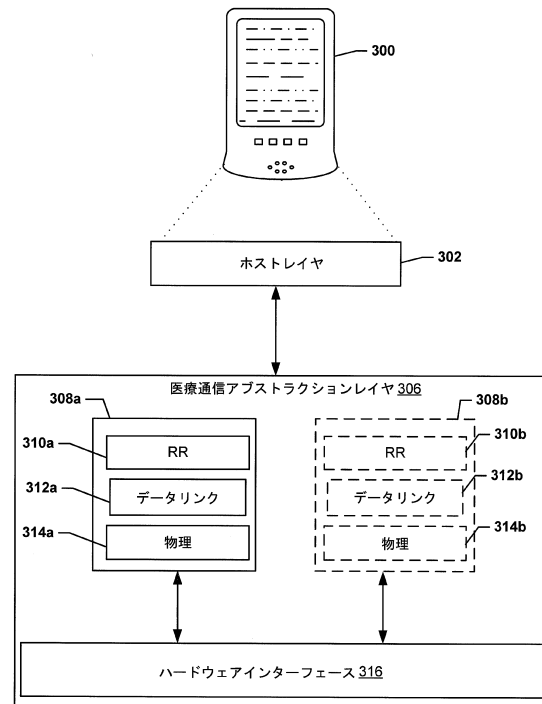 300
ホストレイヤ
302
医療通信アブストラクションレイヤ 306
308a
308b
310a
RR
RR
310b
312a
データリンク
データリンク
312b
314a
物理
物理
314b
ハードウェアインターフェース 316